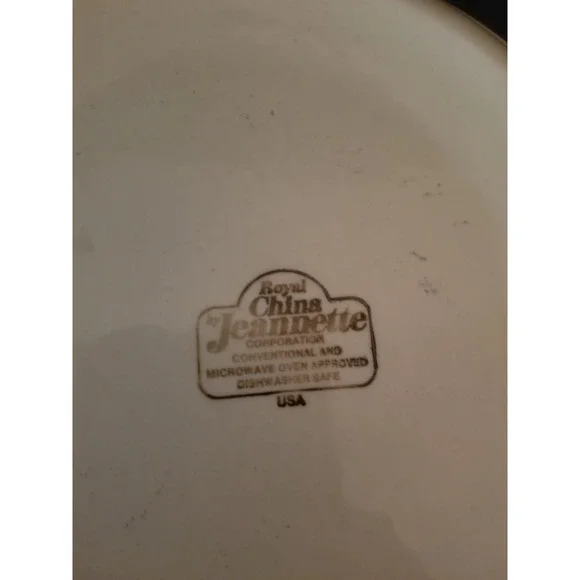 Royal
China
by Jeannette
CORPORATION
CONVENTIONAL AND
MICROWAVE OVEN APPROVED
DISHWASHER SAFE
USA